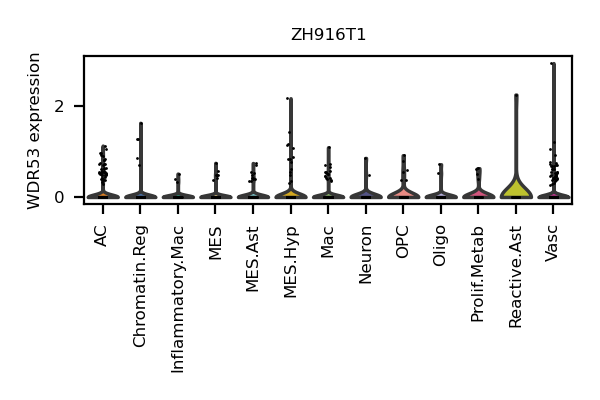 ZH916T1
WDR53 expression
2
0
AC
Chromatin.Reg
Inflammatory.Mac
MES
MES.Ast
MES.Hyp
Mac
Neuron
OPC
Oligo
Prolif.Metab
Reactive.Ast
Vasc